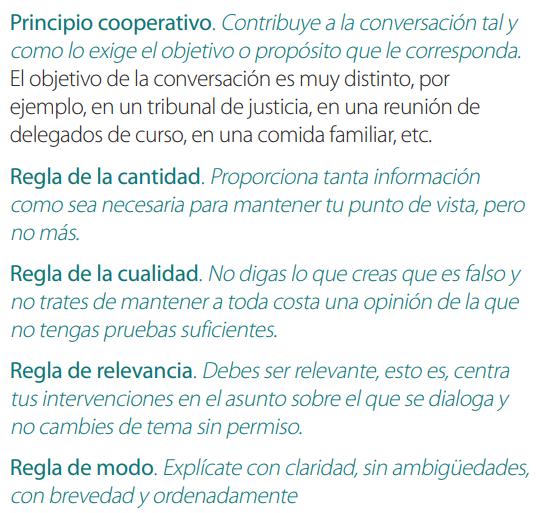 Principio cooperativo. Contribuye a la conversación tal y
como lo exige el objetivo o propósito que le corresponda.
El objetivo de la conversación es muy distinto, por
ejemplo, en un tribunal de justicia, en una reunión de
delegados de curso, en una comida familiar, etc.
Regla de la cantidad. Proporciona tanta información
como sea necesaria para mantener tu punto de vista, pero
no más.
Regla de la cualidad. No digas lo que creas que es falso y
no trates de mantener a toda costa una opinión de la que
no tengas pruebas suficientes.
Regla de relevancia. Debes ser relevante, esto es, centra
tus intervenciones en el asunto sobre el que se dialoga y
no cambies de tema sin permiso.
Regla de modo. Explícate con claridad, sin ambigüedades,
con brevedad y ordenadamente